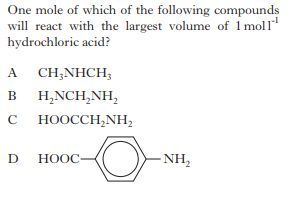 One mole of which of the following compounds
will react with the largest volume of 1 mol l⁻¹
hydrochloric acid?
A CH₃NHCH₃
B H₂NCH₂NH₂
C HOOCCH₂NH₂
D HOOC- -NH₂